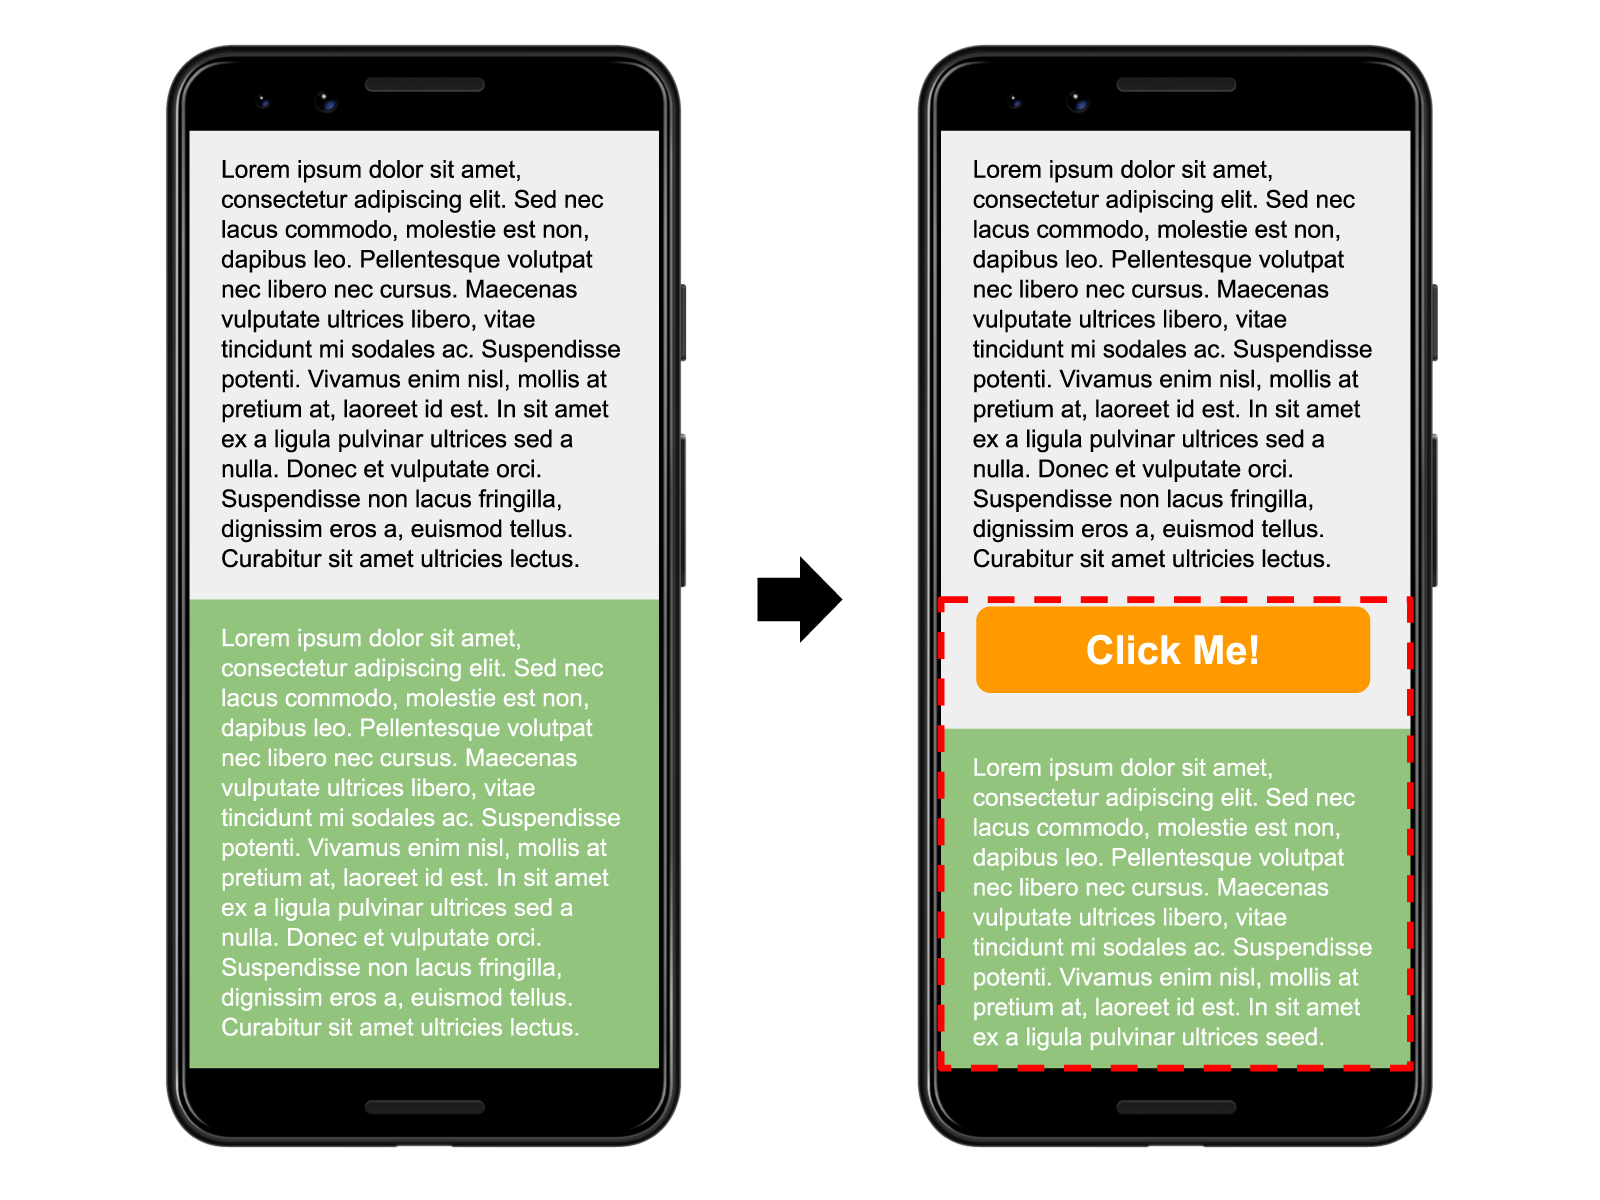 Lorem ipsum dolor sit amet,
consectetur adipiscing elit. Sed nec
lacus commodo, molestie est non,
dapibus leo. Pellentesque volutpat
nec libero nec cursus. Maecenas
vulputate ultrices libero, vitae
tincidunt mi sodales ac. Suspendisse
potenti. Vivamus enim nisl, mollis at
pretium at, laoreet id est. In sit amet
ex a ligula pulvinar ultrices sed a
nulla. Donec et vulputate orci.
Suspendisse non lacus fringilla,
dignissim eros a, euismod tellus.
Curabitur sit amet ultricies lectus.
Lorem ipsum dolor sit amet,
consectetur adipiscing elit. Sed nec
lacus commodo, molestie est non,
dapibus leo. Pellentesque volutpat
nec libero nec cursus. Maecenas
vulputate ultrices libero, vitae
tincidunt mi sodales ac. Suspendisse
potenti. Vivamus enim nisl, mollis at
pretium at, laoreet id est. In sit amet
ex a ligula pulvinar ultrices sed a
nulla. Donec et vulputate orci.
Suspendisse non lacus fringilla,
dignissim eros a, euismod tellus.
Curabitur sit amet ultricies lectus.
Lorem ipsum dolor sit amet,
consectetur adipiscing elit. Sed nec
lacus commodo, molestie est non,
dapibus leo. Pellentesque volutpat
nec libero nec cursus. Maecenas
vulputate ultrices libero, vitae
tincidunt mi sodales ac. Suspendisse
potenti. Vivamus enim nisl, mollis at
pretium at, laoreet id est. In sit amet
ex a ligula pulvinar ultrices sed a
nulla. Donec et vulputate orci.
Suspendisse non lacus fringilla,
dignissim eros a, euismod tellus.
Curabitur sit amet ultricies lectus.
Click Me!
Lorem ipsum dolor sit amet,
consectetur adipiscing elit. Sed nec
lacus commodo, molestie est non,
dapibus leo. Pellentesque volutpat
nec libero nec cursus. Maecenas
vulputate ultrices libero, vitae
tincidunt mi sodales ac. Suspendisse
potenti. Vivamus enim nisl, mollis at
pretium at, laoreet id est. In sit amet
ex a ligula pulvinar ultrices seed.